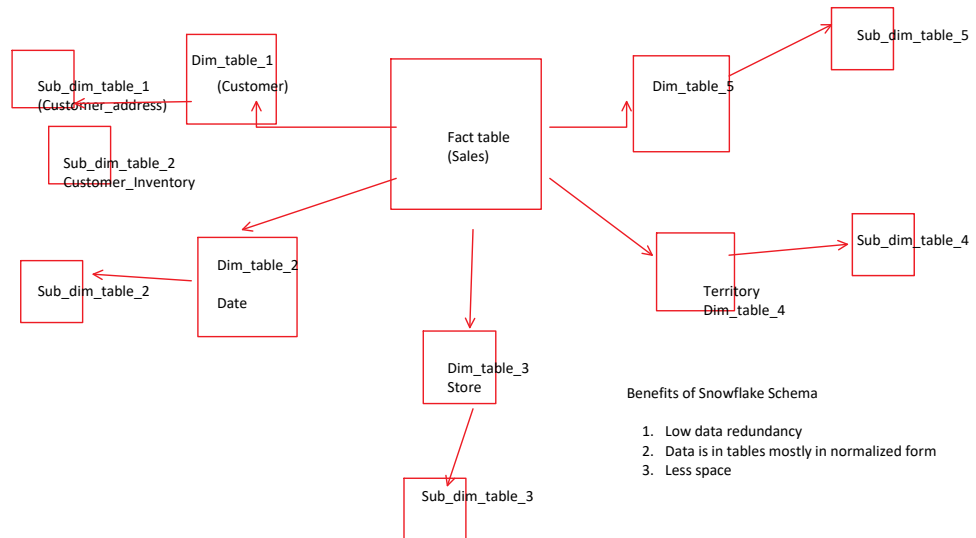 Sub_dim_table_1
(Customer_address)
Sub_dim_table_2
Customer_Inventory
Dim_table_1
(Customer)
Fact table
(Sales)
Dim_table_5
Sub_dim_table_5
Dim_table_2
Date
Sub_dim_table_2
Territory
Dim_table_4
Sub_dim_table_4
Dim_table_3
Store
Sub_dim_table_3
Benefits of Snowflake Schema
1. Low data redundancy
2. Data is in tables mostly in normalized form
3. Less space